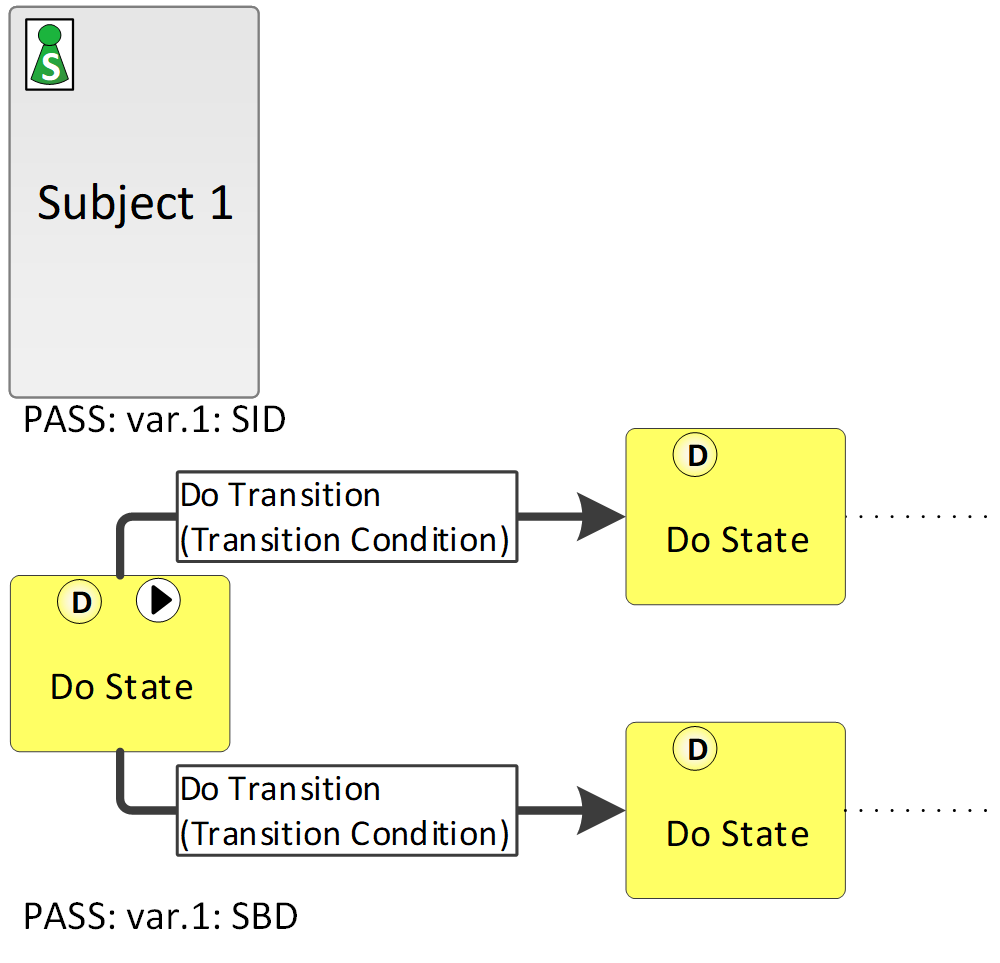 S
Subject 1
PASS: var.1: SID
Do Transition
(Transition Condition)
D
Do State
D
Do State
Do Transition
(Transition Condition)
D
Do State
PASS: var.1: SBD